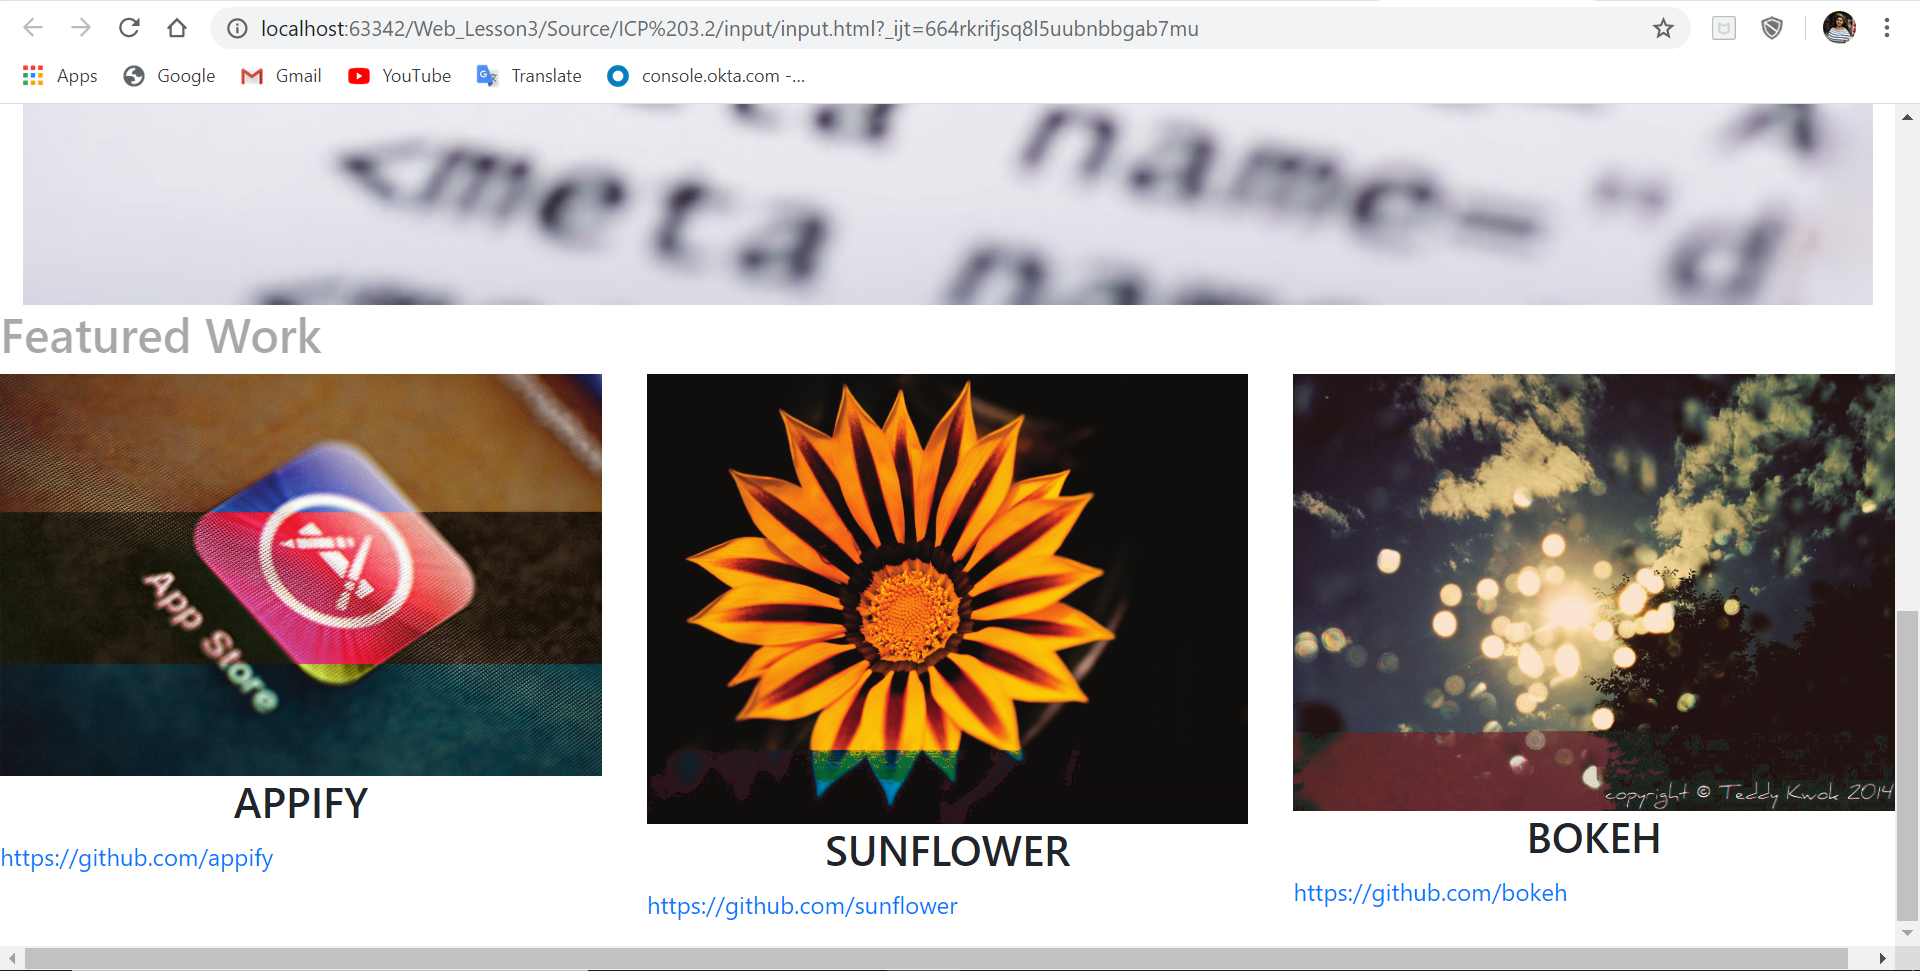 localhost:63342/Web_Lesson3/Source/ICP%203.2/input/input.html?_ijt=664rkrifjsq8l5uubnbbgab7mu
Apps Google Gmail YouTube Translate console.okta.com -...
<meta name="d
Featured Work
App Store
copyright © Teddy Kwok 2014
APPIFY
SUNFLOWER
BOKEH
https://github.com/appify
https://github.com/sunflower
https://github.com/bokeh